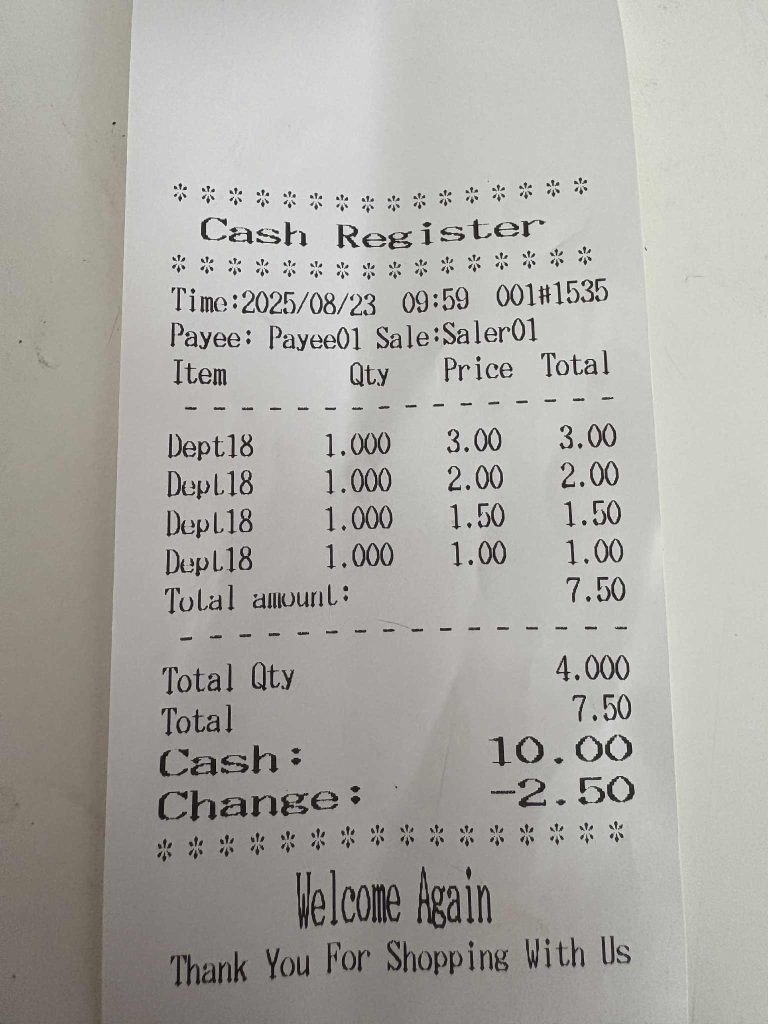 * * * * * * * * * * * * * * * *
Cash Register
* * * * * * * * * * * * * * * *
Time:2025/08/23 09:59 001#1535
Payee: Payee01 Sale:Saler01
Item Qty Price Total
- - - - - - - - - - - - - - - -
Dept18 1.000 3.00 3.00
Dept18 1.000 2.00 2.00
Dept18 1.000 1.50 1.50
Dept18 1.000 1.00 1.00
Total amount: 7.50
- - - - - - - - - - - - - - - -
Total Qty 4.000
Total 7.50
Cash: 10.00
Change: -2.50
* * * * * * * * * * * * * * * *
Welcome Again
Thank You For Shopping With Us